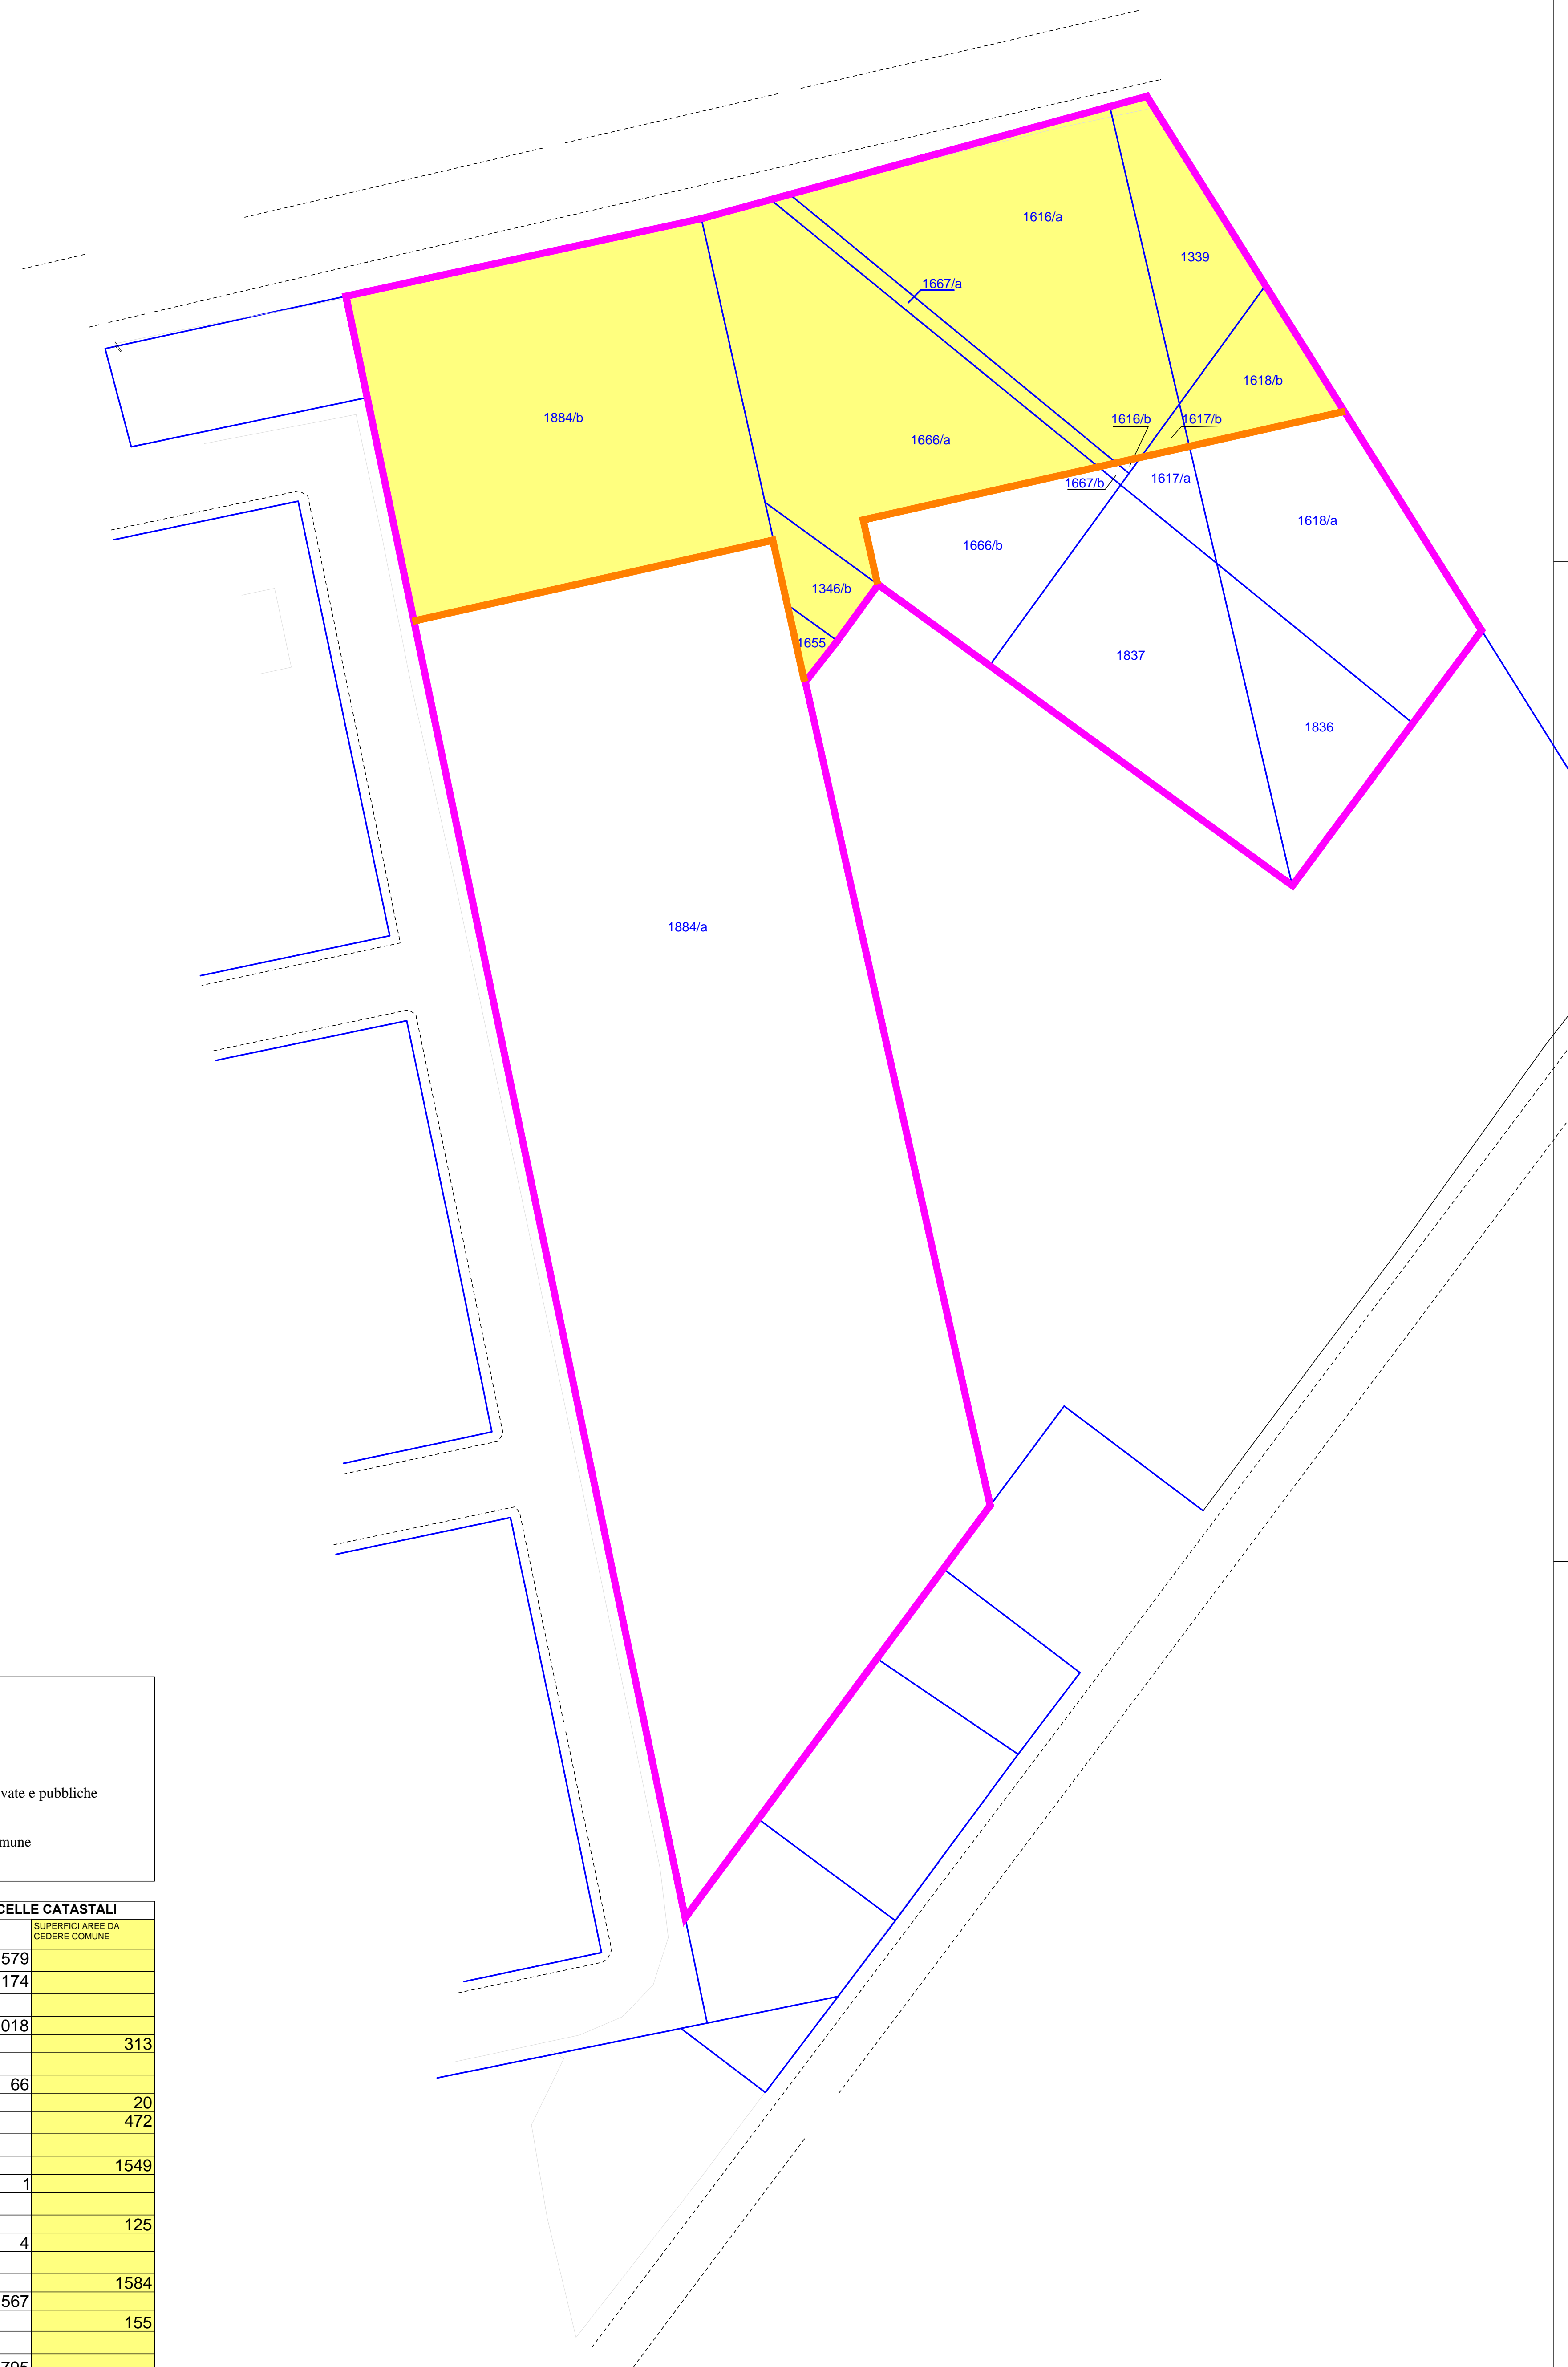 1616/a
1339
1667/a
1618/b
1884/b
1616/b
1617/b
1666/a
1667/b
1617/a
1618/a
1666/b
1346/b
1655
1837
1836
1884/a
vate e pubbliche
mune
CELLE CATASTALI
SUPERFICI AREE DA
CEDERE COMUNE
579
174
018
313
66
20
472
1549
1
125
4
1584
567
155